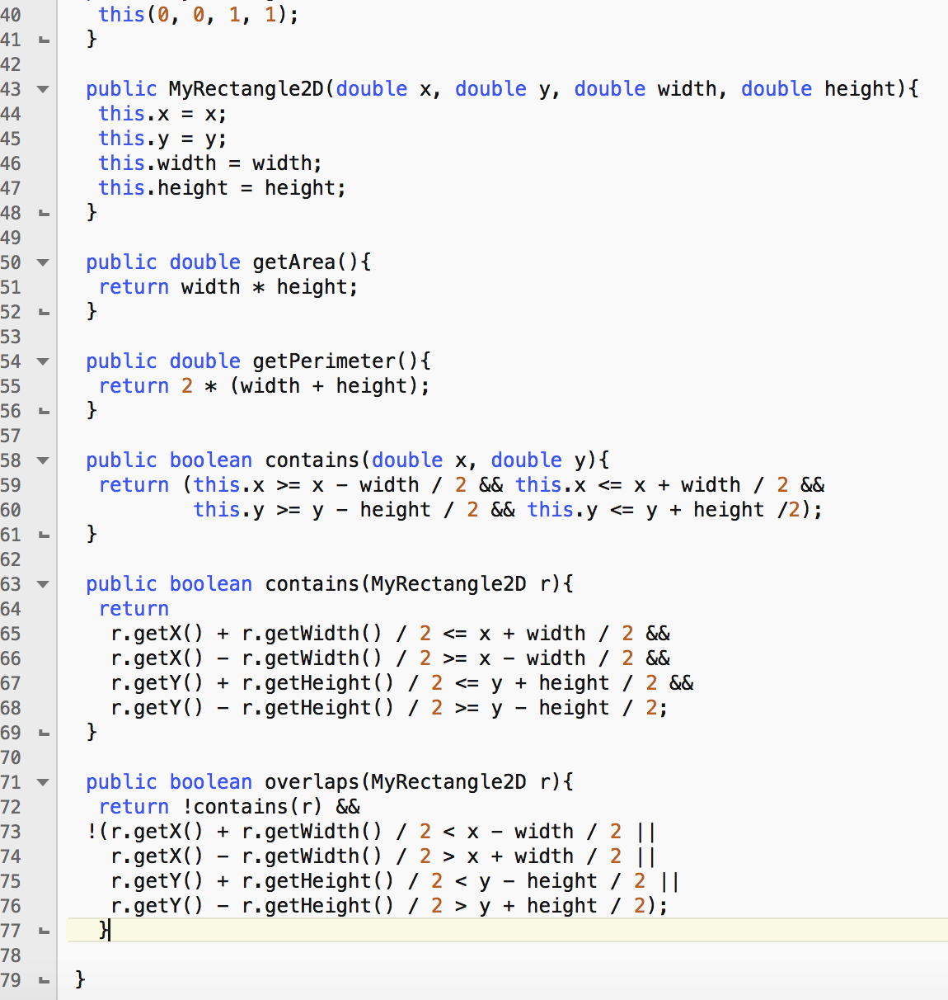 40 this(0, 0, 1, 1);
41 }
42
43 public MyRectangle2D(double x, double y, double width, double height){
44 this.x = x;
45 this.y = y;
46 this.width = width;
47 this.height = height;
48 }
49
50 public double getArea(){
51 return width * height;
52 }
53
54 public double getPerimeter(){
55 return 2 * (width + height);
56 }
57
58 public boolean contains(double x, double y){
59 return (this.x >= x - width / 2 && this.x <= x + width / 2 &&
60 this.y >= y - height / 2 && this.y <= y + height /2);
61 }
62
63 public boolean contains(MyRectangle2D r){
64 return
65 r.getX() + r.getWidth() / 2 <= x + width / 2 &&
66 r.getX() - r.getWidth() / 2 >= x - width / 2 &&
67 r.getY() + r.getHeight() / 2 <= y + height / 2 &&
68 r.getY() - r.getHeight() / 2 >= y - height / 2;
69 }
70
71 public boolean overlaps(MyRectangle2D r){
72 return !contains(r) &&
73 !(r.getX() + r.getWidth() / 2 < x - width / 2 ||
74 r.getX() - r.getWidth() / 2 > x + width / 2 ||
75 r.getY() + r.getHeight() / 2 < y - height / 2 ||
76 r.getY() - r.getHeight() / 2 > y + height / 2);
77 }
78
79 }